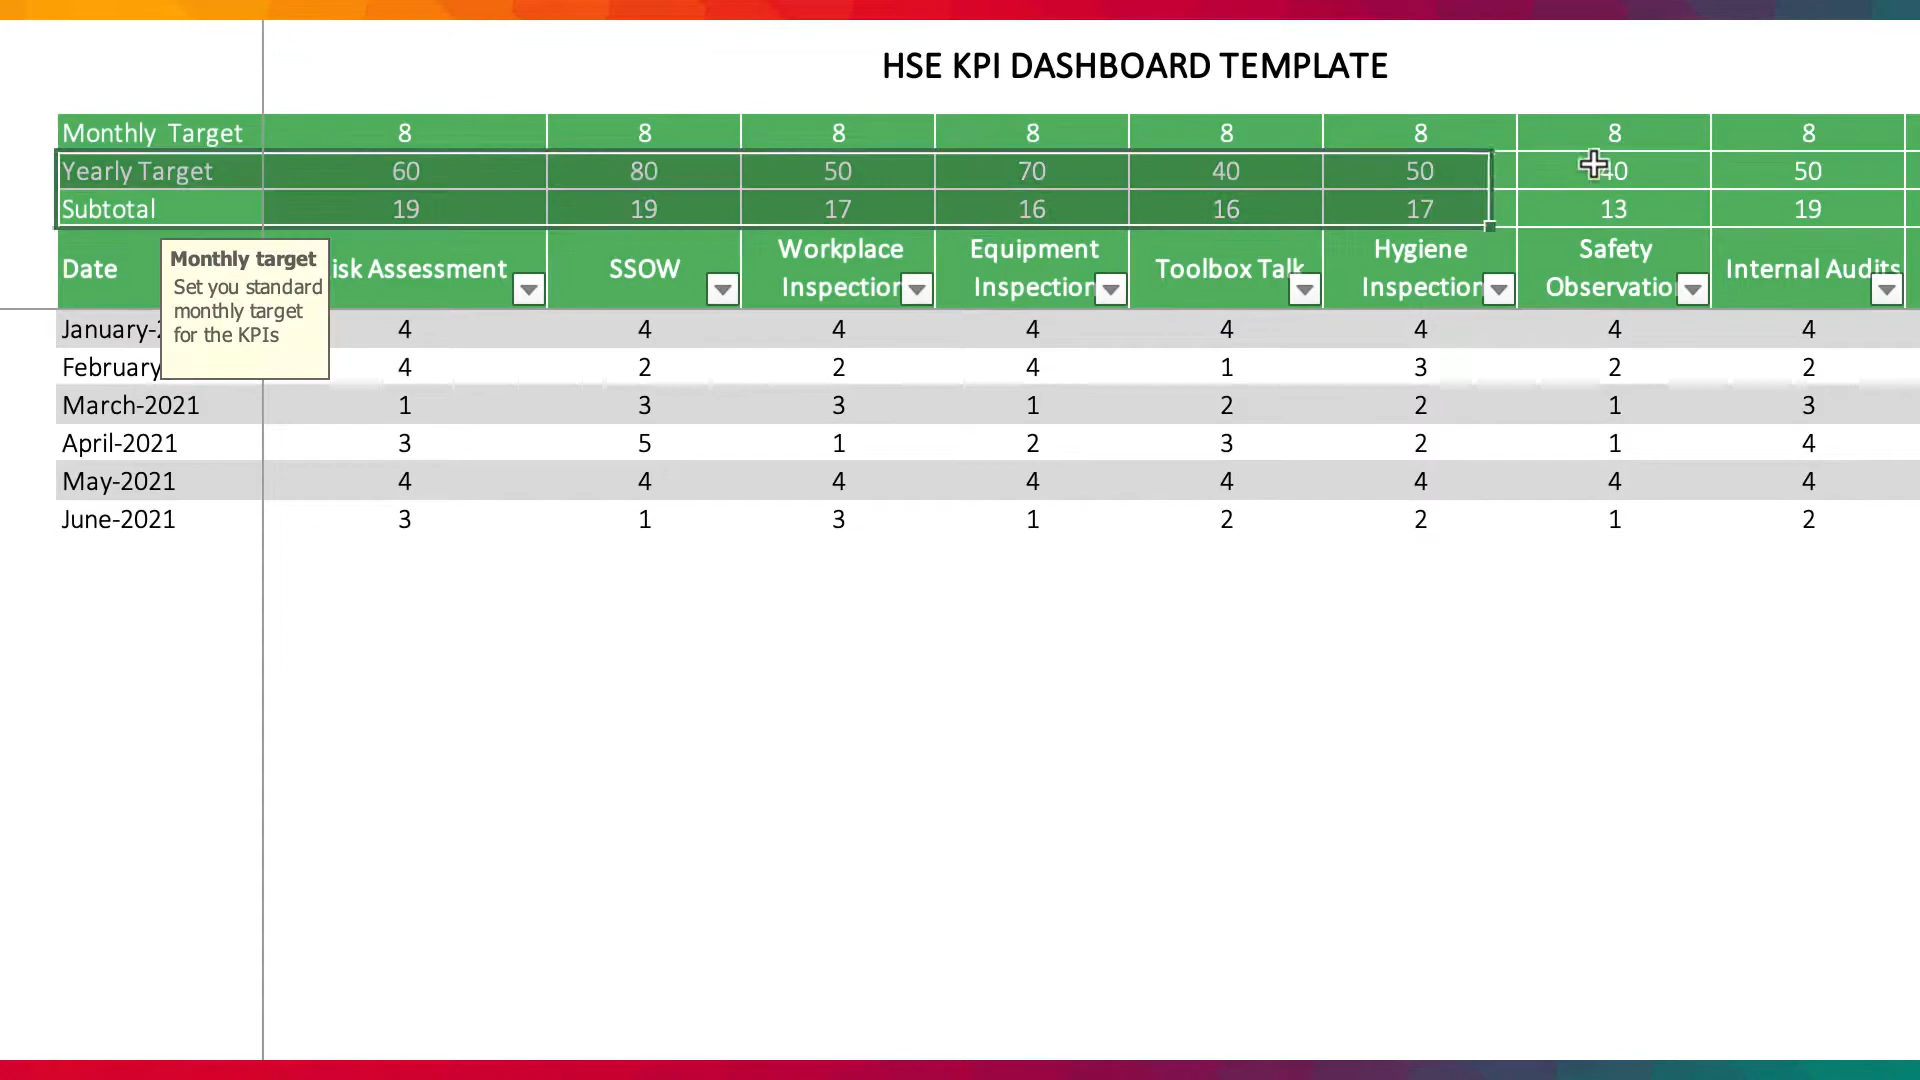 HSE KPI DASHBOARD TEMPLATE
Monthly Target 8 8 8 8 8 8 8 8
Yearly Target 60 80 50 70 40 50 40 50
Subtotal 19 19 17 16 16 17 13 19
Date isk Assessment SSOW Workplace Inspection Equipment Inspection Toolbox Talk Hygiene Inspection Safety Observatio Internal Audits
Monthly target
Set you standard
monthly target
for the KPIs
January-2 4 4 4 4 4 4 4 4
February 4 2 2 4 1 3 2 2
March-2021 1 3 3 1 2 2 1 3
April-2021 3 5 1 2 3 2 1 4
May-2021 4 4 4 4 4 4 4 4
June-2021 3 1 3 1 2 2 1 2